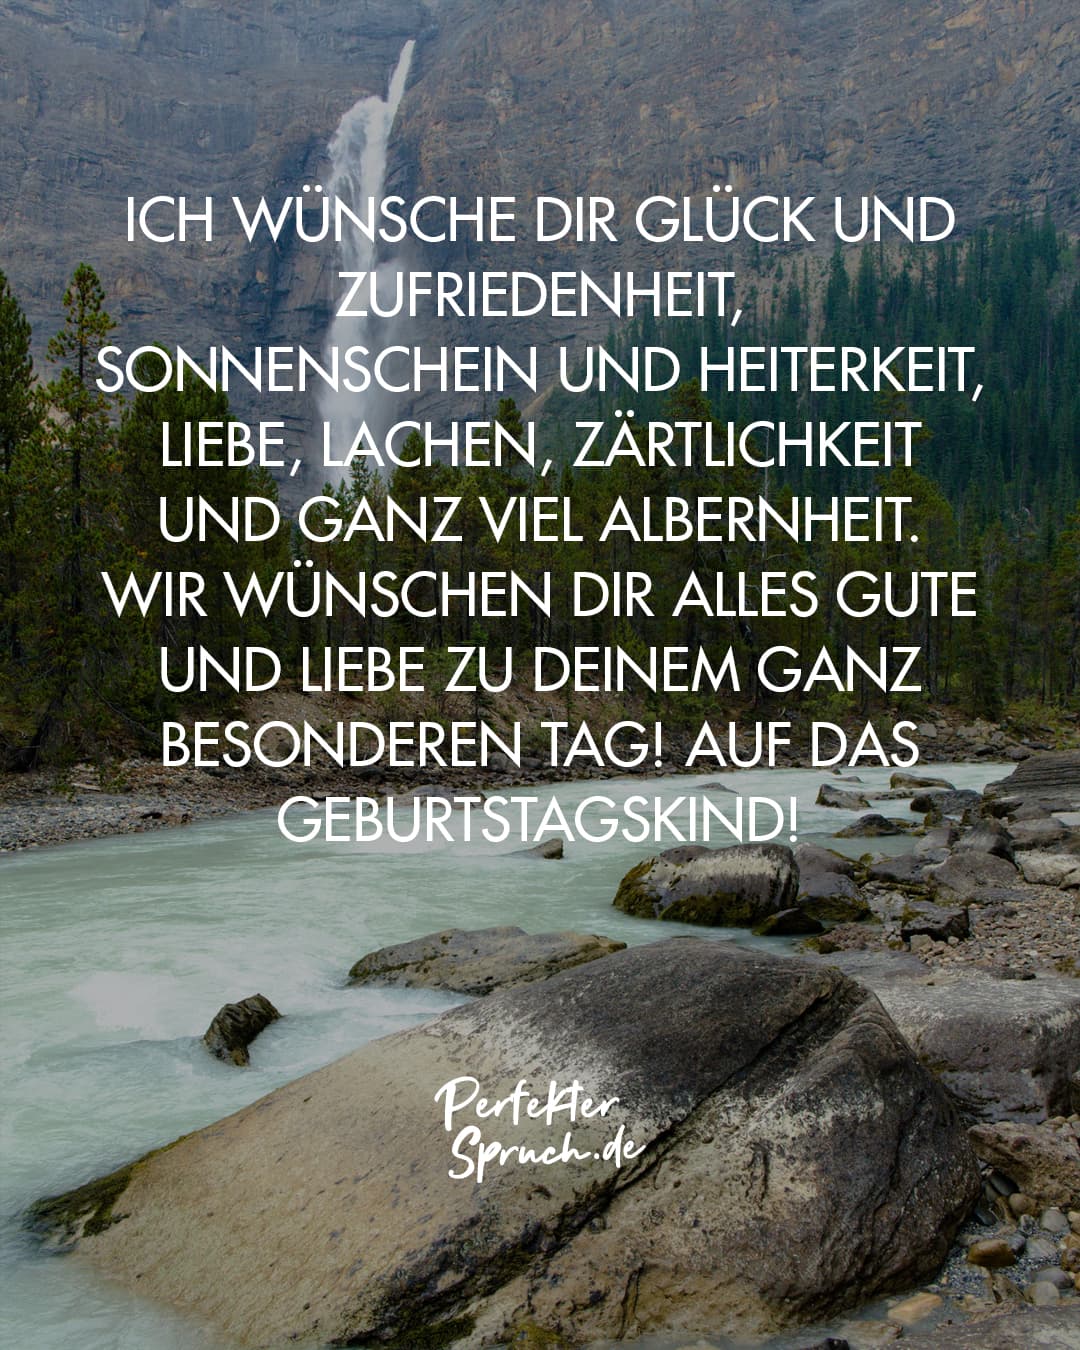 ICH WÜNSCHE DIR GLÜCK UND
ZUFRIEDENHEIT,
SONNENSCHEIN UND HEITERKEIT,
LIEBE, LACHEN, ZÄRTLICHKEIT
UND GANZ VIEL ALBERNHEIT.
WIR WÜNSCHEN DIR ALLES GUTE
UND LIEBE ZU DEINEM GANZ
BESONDEREN TAG! AUF DAS
GEBURTSTAGSKIND!
Perfekter
Spruch.de